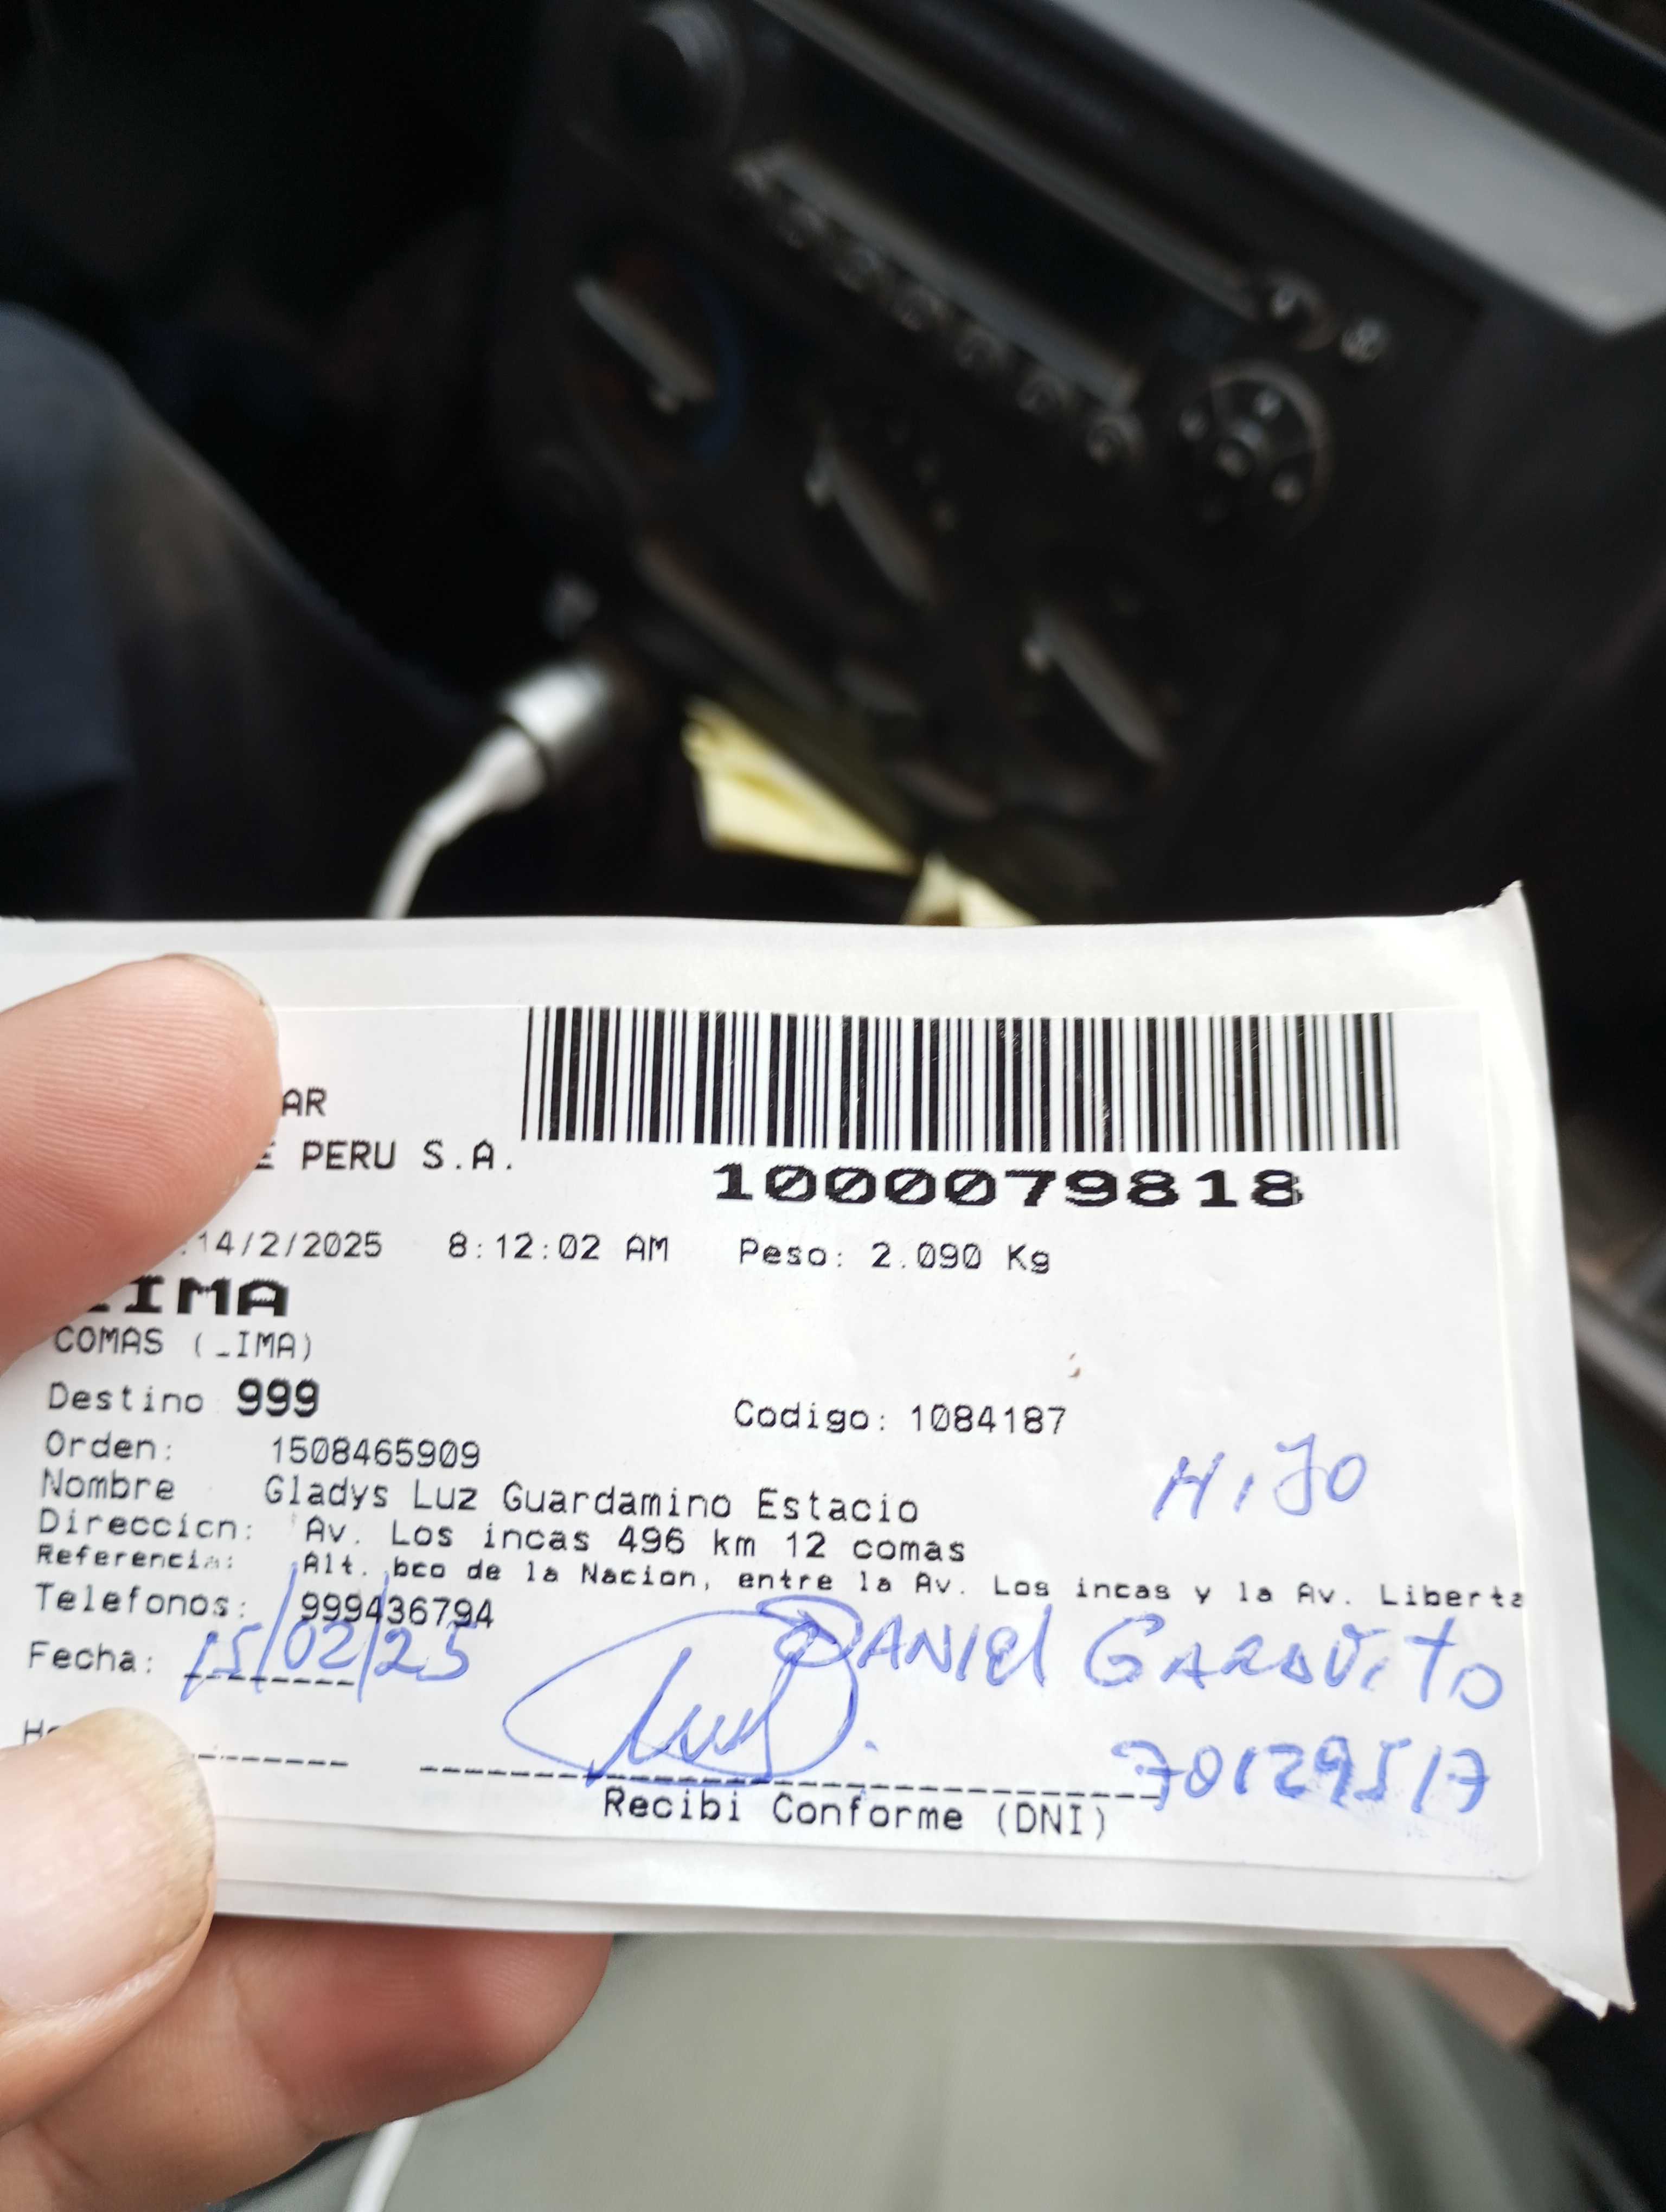 AR
E PERU S.A.
1000079818
14/2/2025 8:12:02 AM Peso: 2.090 Kg
LIMA
COMAS (LIMA)
Destino 999
Codigo: 1084187
Orden: 1508465909
Nombre Gladys Luz Guardamino Estacio
HIJO
Direccion: Av. Los incas 496 km 12 comas
Referencia: Alt. bco de la Nacion, entre la Av. Los incas y la Av. Liberta
Telefonos: 999436794
Fecha: 15/02/25
DANIEl GARAVito
70129517
Recibi Conforme (DNI)